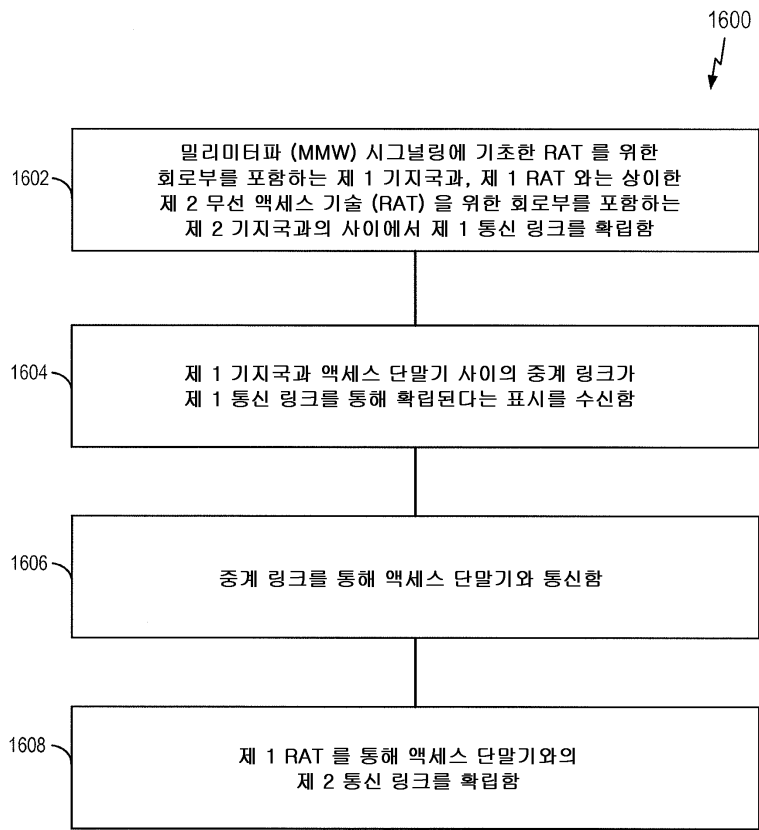 1600
1602
밀리미터파 (MMW) 시그널링에 기초한 RAT 를 위한
회로부를 포함하는 제 1 기지국과, 제 1 RAT 와는 상이한
제 2 무선 액세스 기술 (RAT) 을 위한 회로부를 포함하는
제 2 기지국과의 사이에서 제 1 통신 링크를 확립함
1604
제 1 기지국과 액세스 단말기 사이의 중계 링크가
제 1 통신 링크를 통해 확립된다는 표시를 수신함
1606
중계 링크를 통해 액세스 단말기와 통신함
1608
제 1 RAT 를 통해 액세스 단말기와의
제 2 통신 링크를 확립함